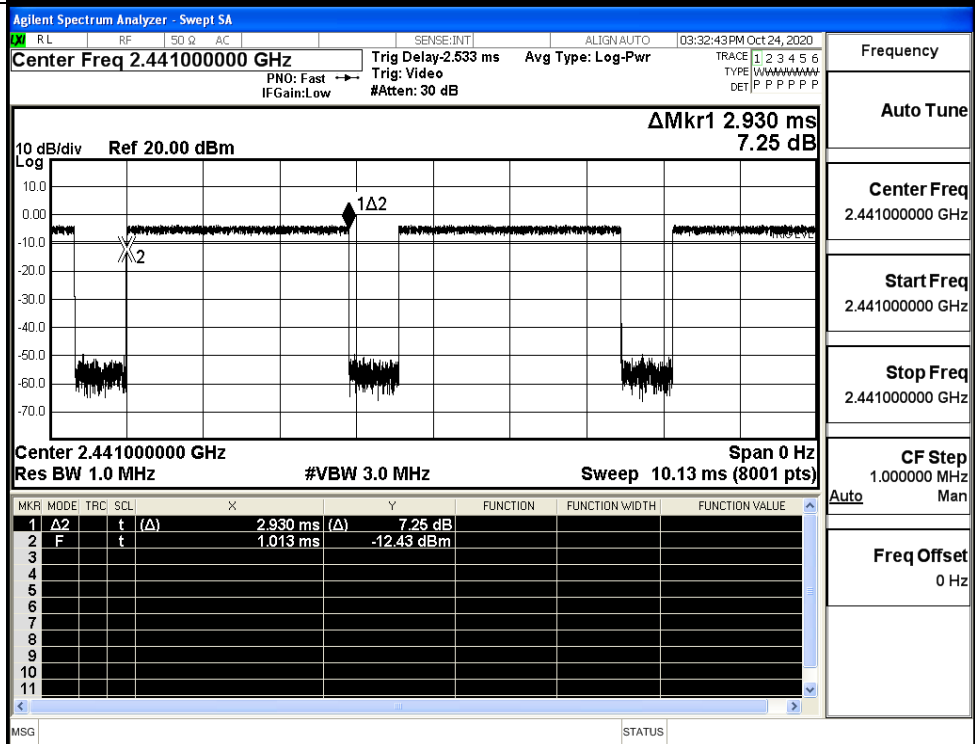 Agilent Spectrum Analyzer - Swept SA
LXI RL RF 50 Ω AC SENSE:INT ALIGNAUTO 03:32:43 PM Oct 24, 2020
Center Freq 2.441000000 GHz
PNO: Fast
IFGain:Low
Trig Delay-2.533 ms
Trig: Video
#Atten: 30 dB
Avg Type: Log-Pwr
TRACE 1 2 3 4 5 6
TYPE WWWWWW
DET P P P P P P
ΔMkr1 2.930 ms
7.25 dB
10 dB/div Ref 20.00 dBm
Log
10.0
0.00
-10.0
-20.0
-30.0
-40.0
-50.0
-60.0
-70.0
1Δ2
2
TRIG LVL
Center 2.441000000 GHz Span 0 Hz
Res BW 1.0 MHz #VBW 3.0 MHz Sweep 10.13 ms (8001 pts)
MKR MODE TRC SCL X Y FUNCTION FUNCTION WIDTH FUNCTION VALUE
1 Δ2 t (Δ) 2.930 ms (Δ) 7.25 dB
2 F t 1.013 ms -12.43 dBm
3
4
5
6
7
8
9
10
11
MSG STATUS
Frequency
Auto Tune
Center Freq
2.441000000 GHz
Start Freq
2.441000000 GHz
Stop Freq
2.441000000 GHz
CF Step
1.000000 MHz
Auto Man
Freq Offset
0 Hz